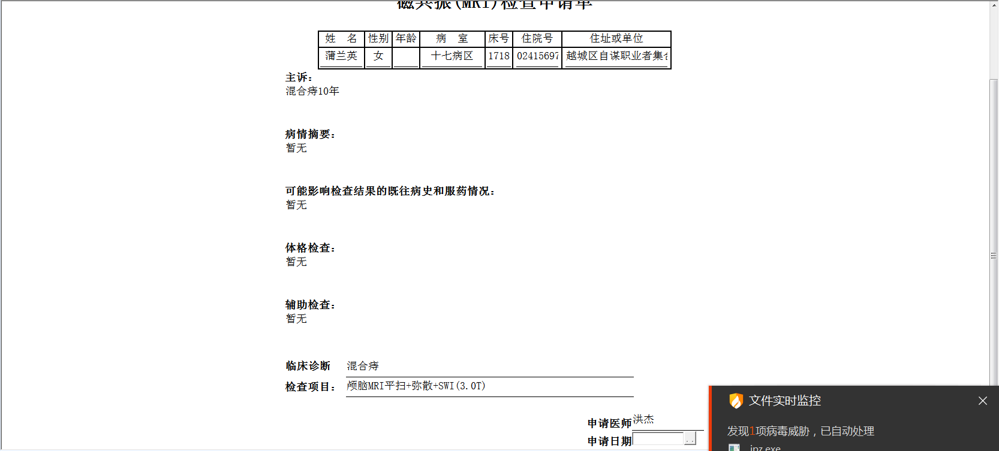 磁共振(MRI)检查申请单
姓 名 性别 年龄 病 室 床号 住院号 住址或单位
蒲兰英 女 十七病区 1718 02415697 越城区自谋职业者集合
主诉：
混合痔10年
病情摘要：
暂无
可能影响检查结果的既往病史和服药情况：
暂无
体格检查：
暂无
辅助检查：
暂无
临床诊断 混合痔
检查项目： 颅脑MRI平扫+弥散+SWI(3.0T)
申请医师 洪杰
申请日期 ..
文件实时监控
发现1项病毒威胁，已自动处理